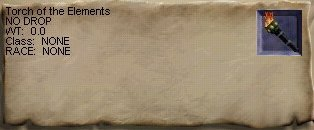 Torch of the Elements
NO DROP
WT:  0.0
Class:  NONE
RACE:  NONE